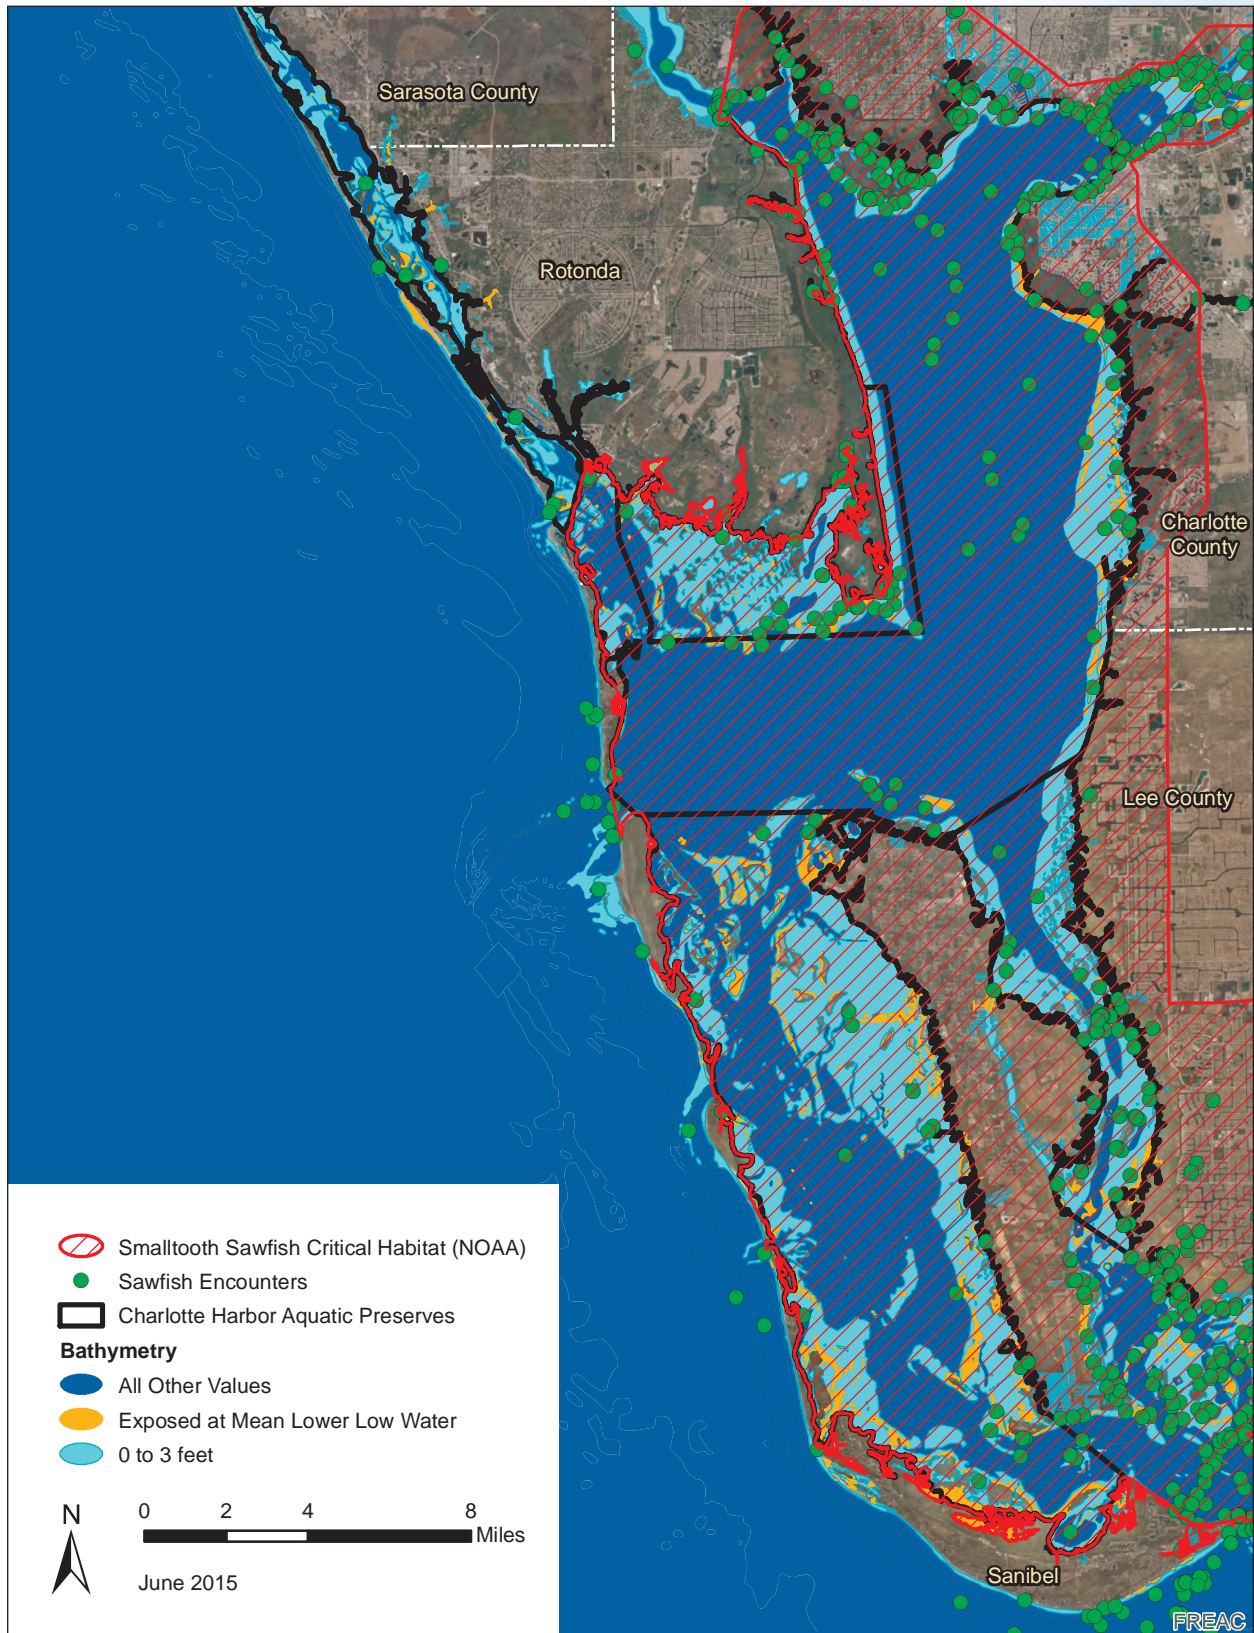 Sarasota County
Rotonda
Charlotte
County
Lee County
Smalltooth Sawfish Critical Habitat (NOAA)
Sawfish Encounters
Charlotte Harbor Aquatic Preserves
Bathymetry
All Other Values
Exposed at Mean Lower Low Water
0 to 3 feet
N
0 2 4 8
Miles
June 2015
Sanibel
FREAC